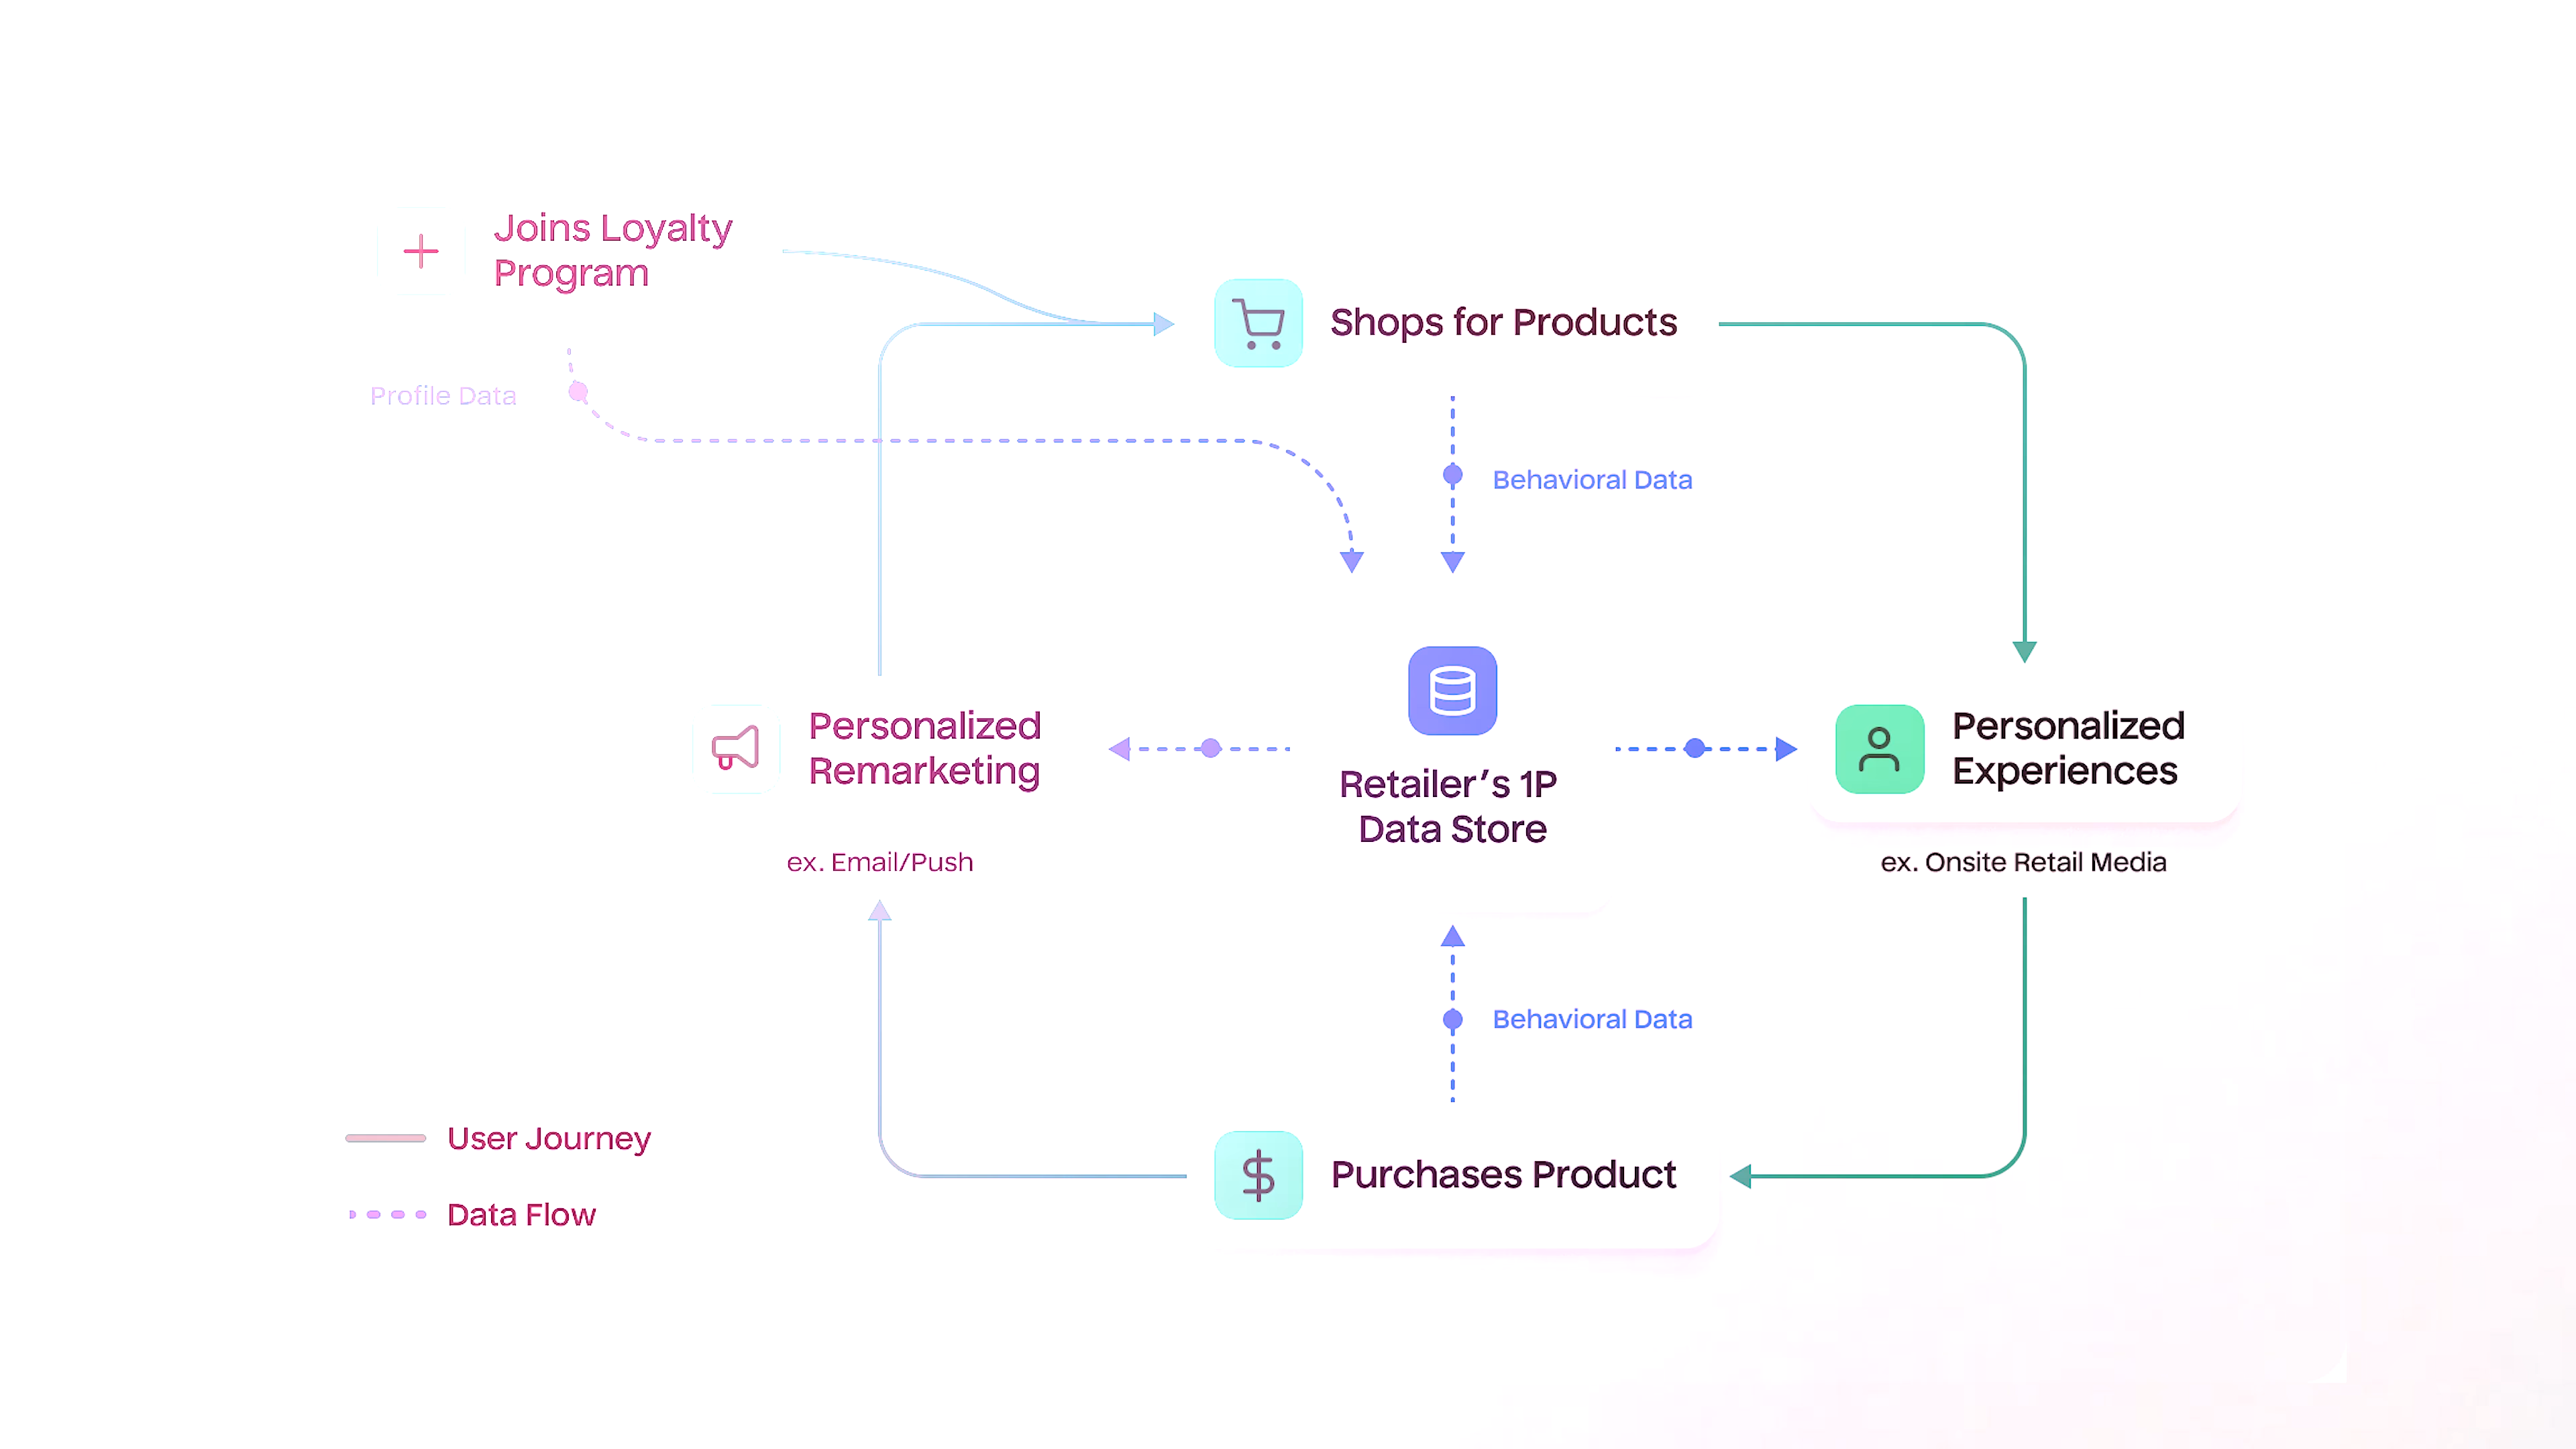 Joins Loyalty
Program
Shops for Products
Profile Data
Behavioral Data
Personalized
Remarketing
ex. Email/Push
Retailer’s 1P
Data Store
Personalized
Experiences
ex. Onsite Retail Media
Behavioral Data
Purchases Product
User Journey
Data Flow